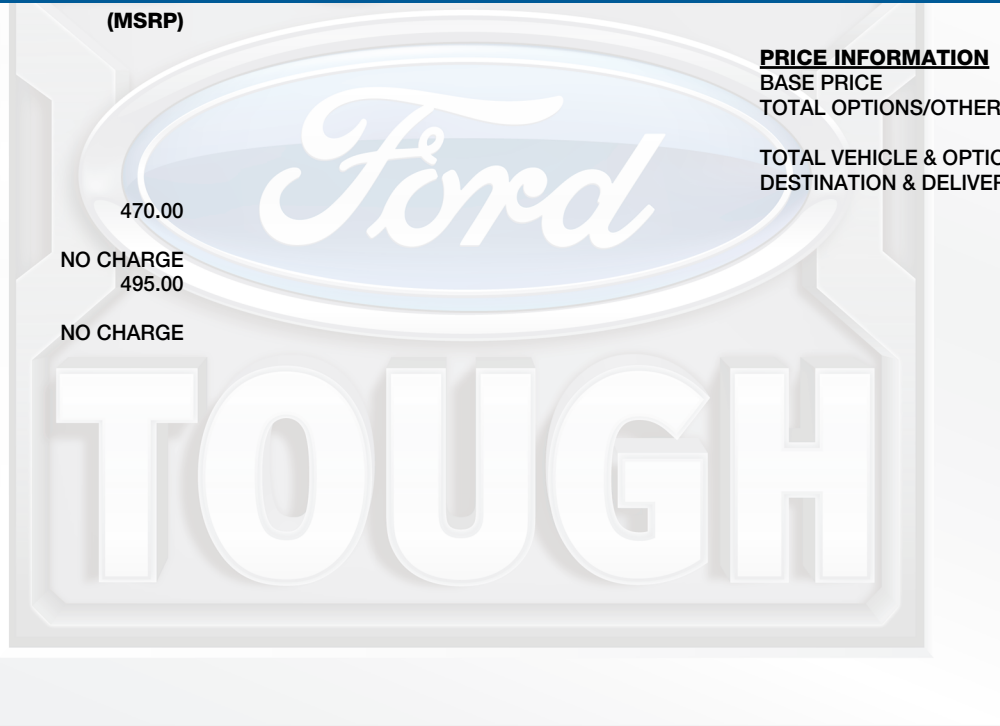 (MSRP)
470.00
NO CHARGE
495.00
NO CHARGE
PRICE INFORMATION
BASE PRICE
TOTAL OPTIONS/OTHER
TOTAL VEHICLE & OPTIO
DESTINATION & DELIVER
Ford
TOUGH